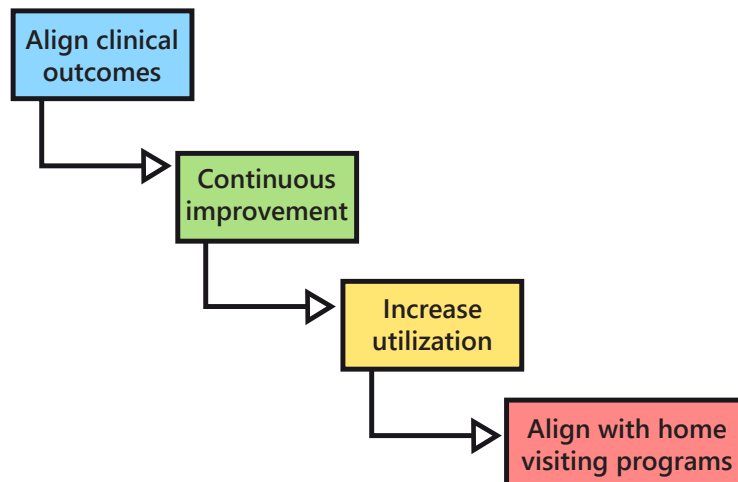 Align clinical
outcomes
Continuous
improvement
Increase
utilization
Align with home
visiting programs